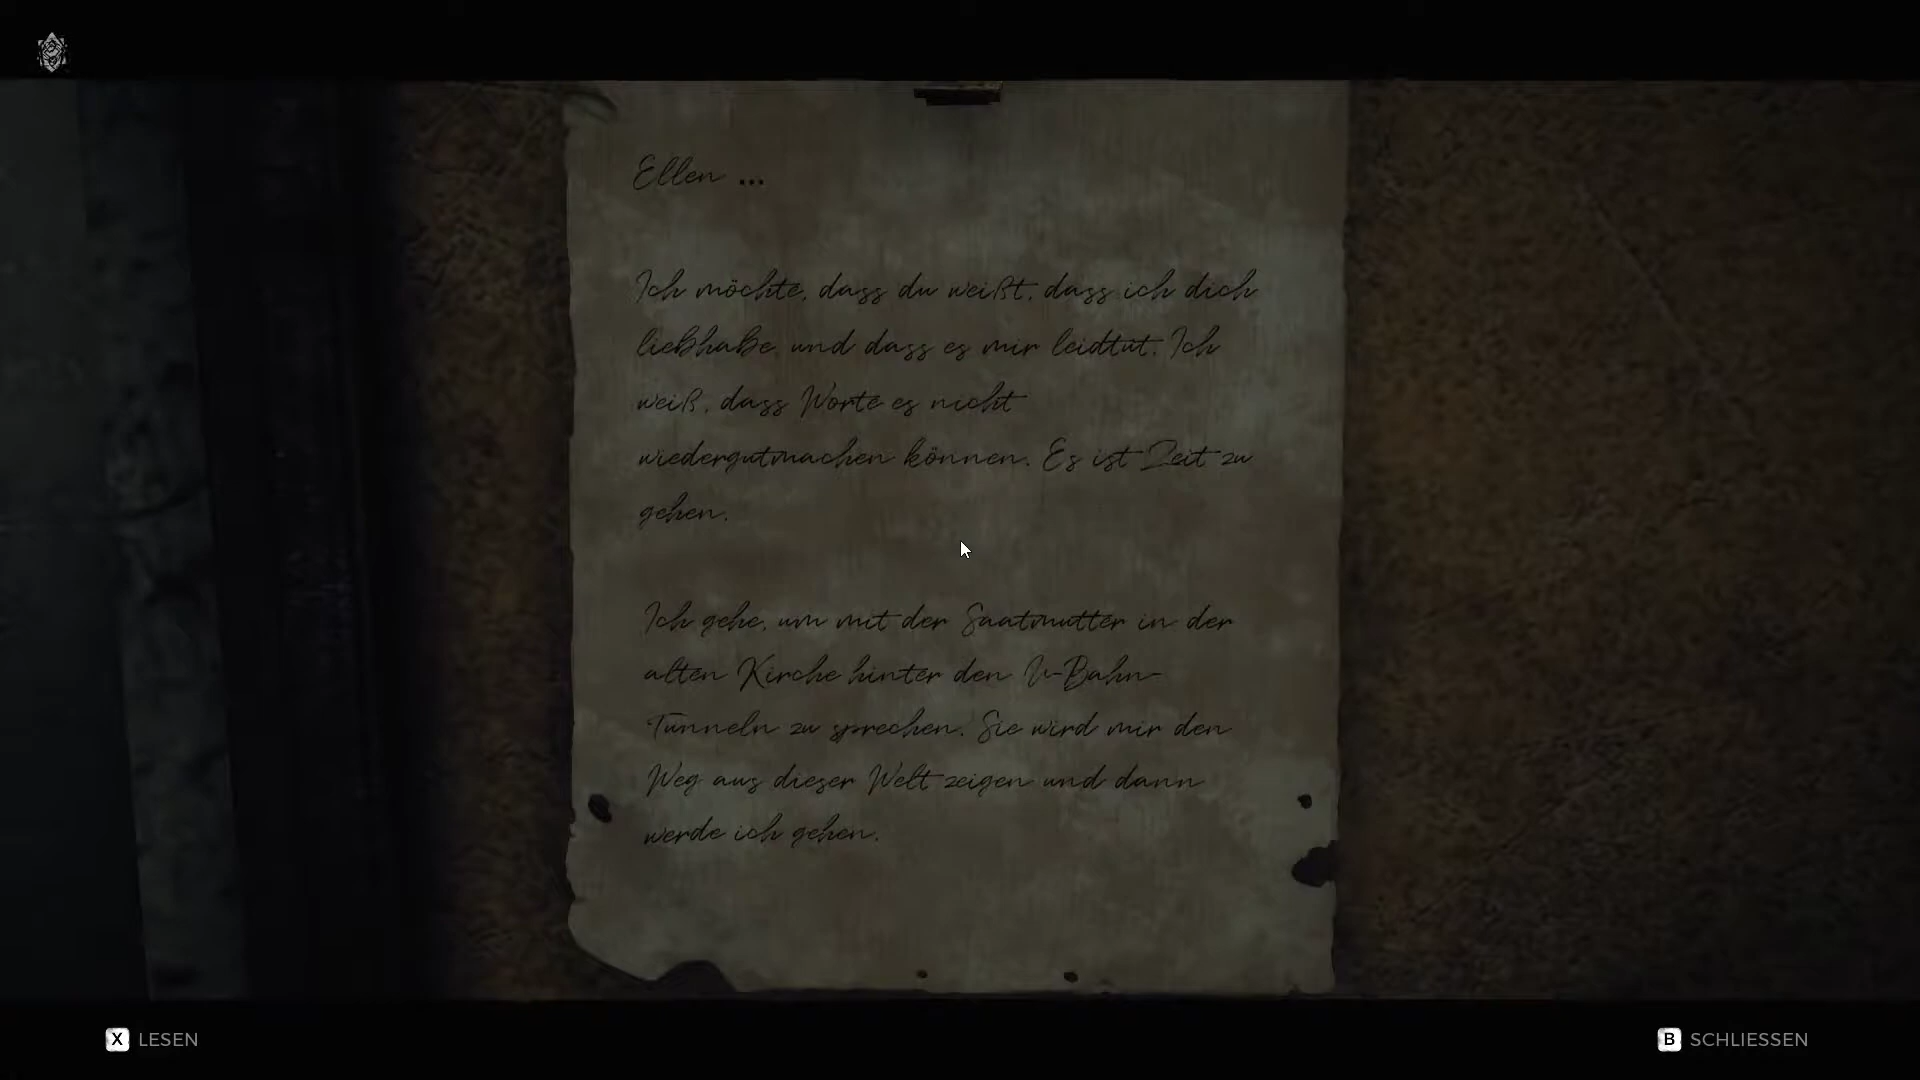 Ellen ...
Ich möchte, dass du weißt, dass ich dich
liebhabe und dass es mir leidtut. Ich
weiß, dass Worte es nicht
wiedergutmachen können. Es ist Zeit zu
gehen.
Ich gehe, um mit der Saatmutter in der
alten Kirche hinter den U-Bahn-
Tunneln zu sprechen. Sie wird mir den
Weg aus dieser Welt zeigen und dann
werde ich gehen.
X LESEN
B SCHLIESSEN